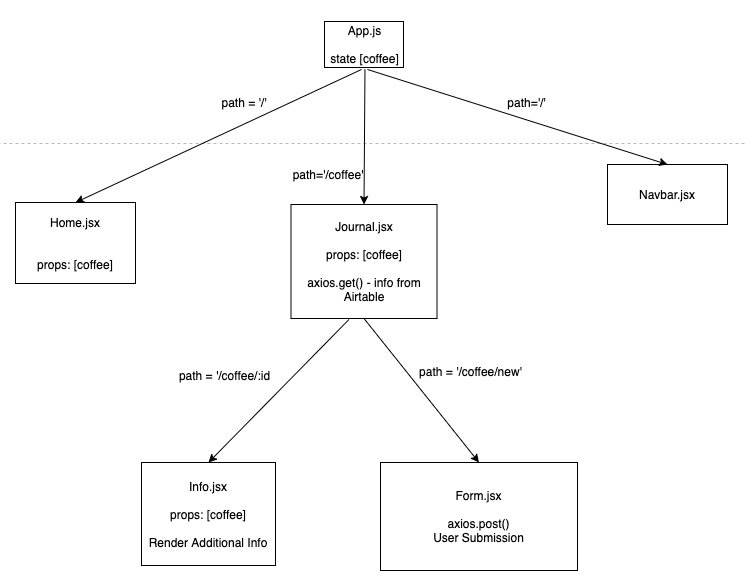 App.js
state [coffee]
path = '/'
path='/'
path='/coffee'
Home.jsx
props: [coffee]
Journal.jsx
props: [coffee]
axios.get() - info from
Airtable
Navbar.jsx
path = '/coffee/:id
path = '/coffee/new'
Info.jsx
props: [coffee]
Render Additional Info
Form.jsx
axios.post()
User Submission